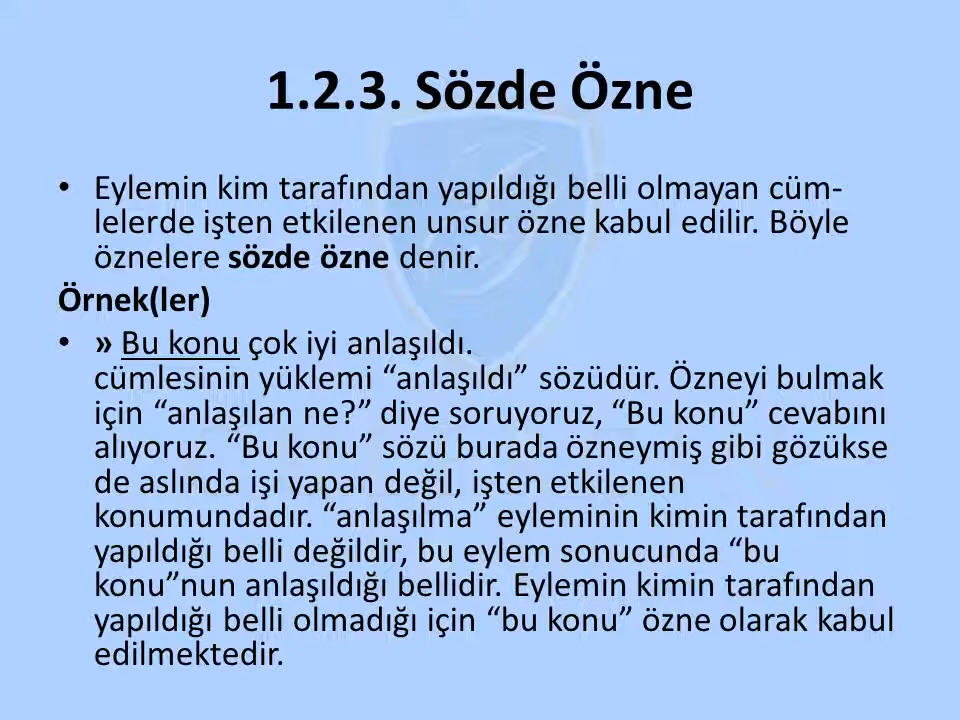 1.2.3. Sözde Özne
• Eylemin kim tarafından yapıldığı belli olmayan cüm-
lelerde işten etkilenen unsur özne kabul edilir. Böyle
öznelere sözde özne denir.
Örnek(ler)
• » Bu konu çok iyi anlaşıldı.
cümlesinin yüklemi “anlaşıldı” sözüdür. Özneyi bulmak
için “anlaşılan ne?” diye soruyoruz, “Bu konu” cevabını
alıyoruz. “Bu konu” sözü burada özneymiş gibi gözükse
de aslında işi yapan değil, işten etkilenen
konumundadır. “anlaşılma” eyleminin kimin tarafından
yapıldığı belli değildir, bu eylem sonucunda “bu
konu”nun anlaşıldığı bellidir. Eylemin kimin tarafından
yapıldığı belli olmadığı için “bu konu” özne olarak kabul
edilmektedir.